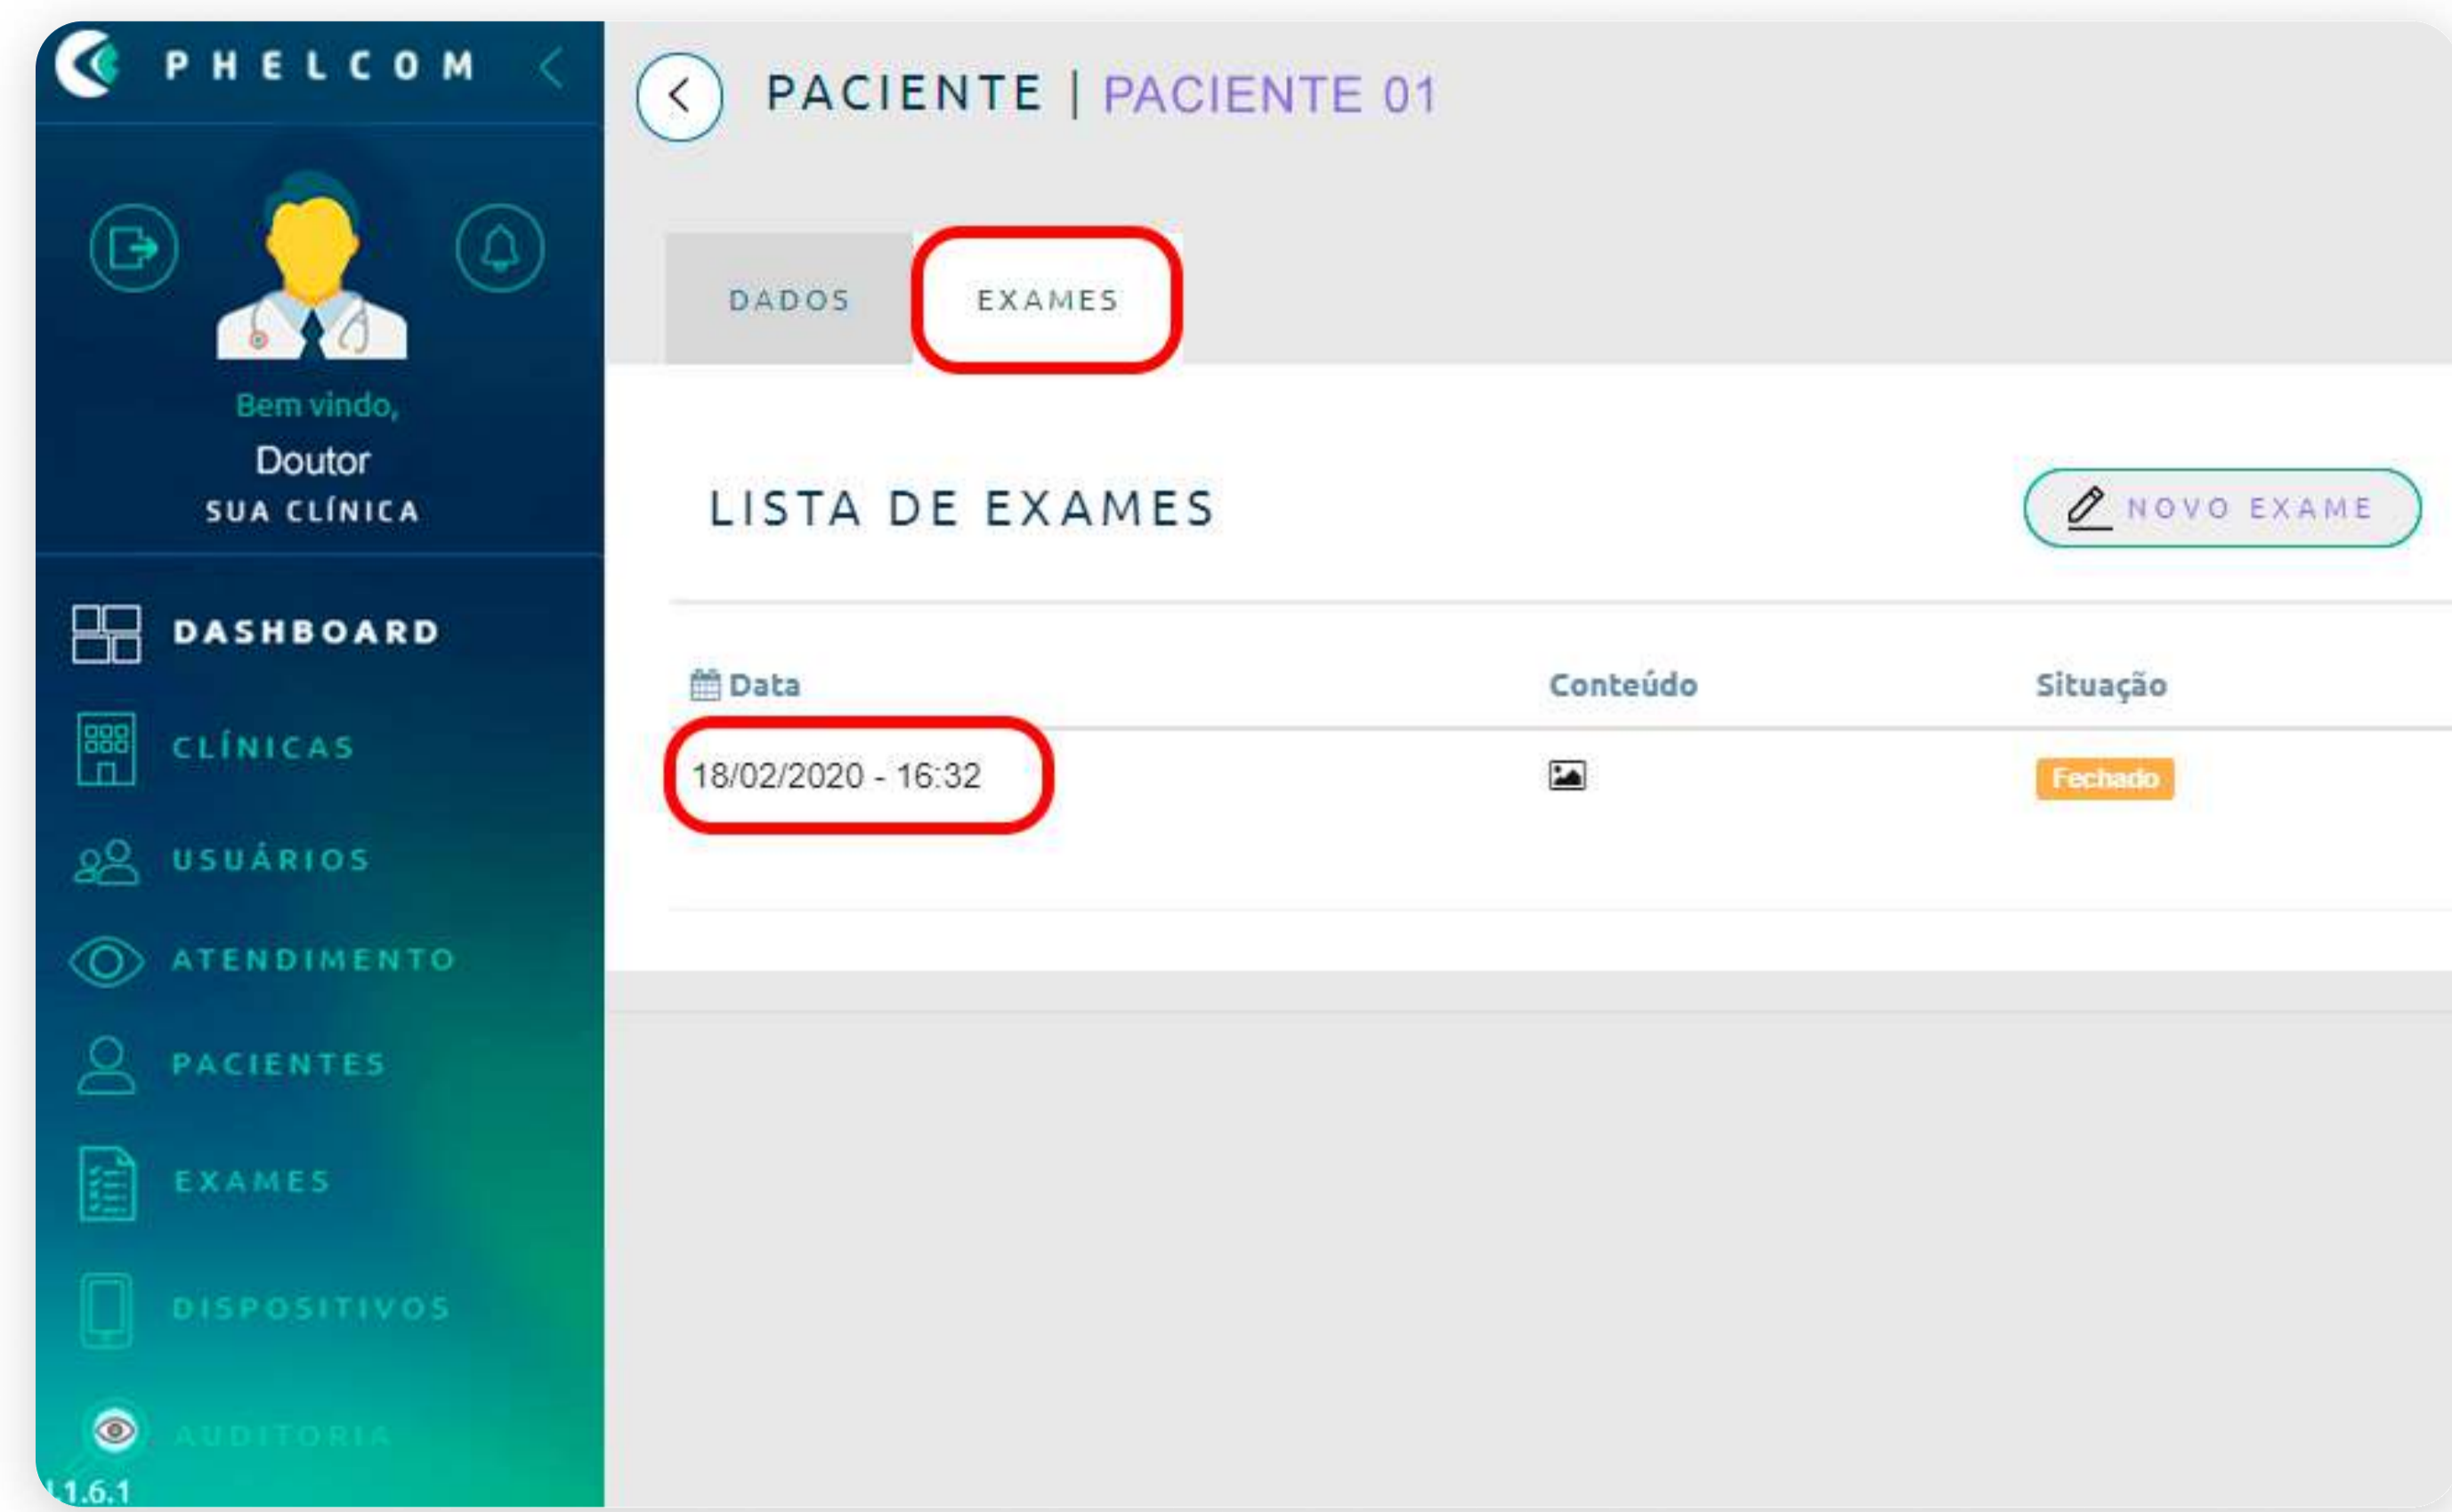 PHELCOM
Bem vindo,
Doutor
SUA CLÍNICA
DASHBOARD
CLÍNICAS
USUÁRIOS
ATENDIMENTO
PACIENTES
EXAMES
DISPOSITIVOS
AUDITORIA
.1.6.1
PACIENTE | PACIENTE 01
DADOS EXAMES
LISTA DE EXAMES NOVO EXAME
Data Conteúdo Situação
18/02/2020 - 16:32 Fechado